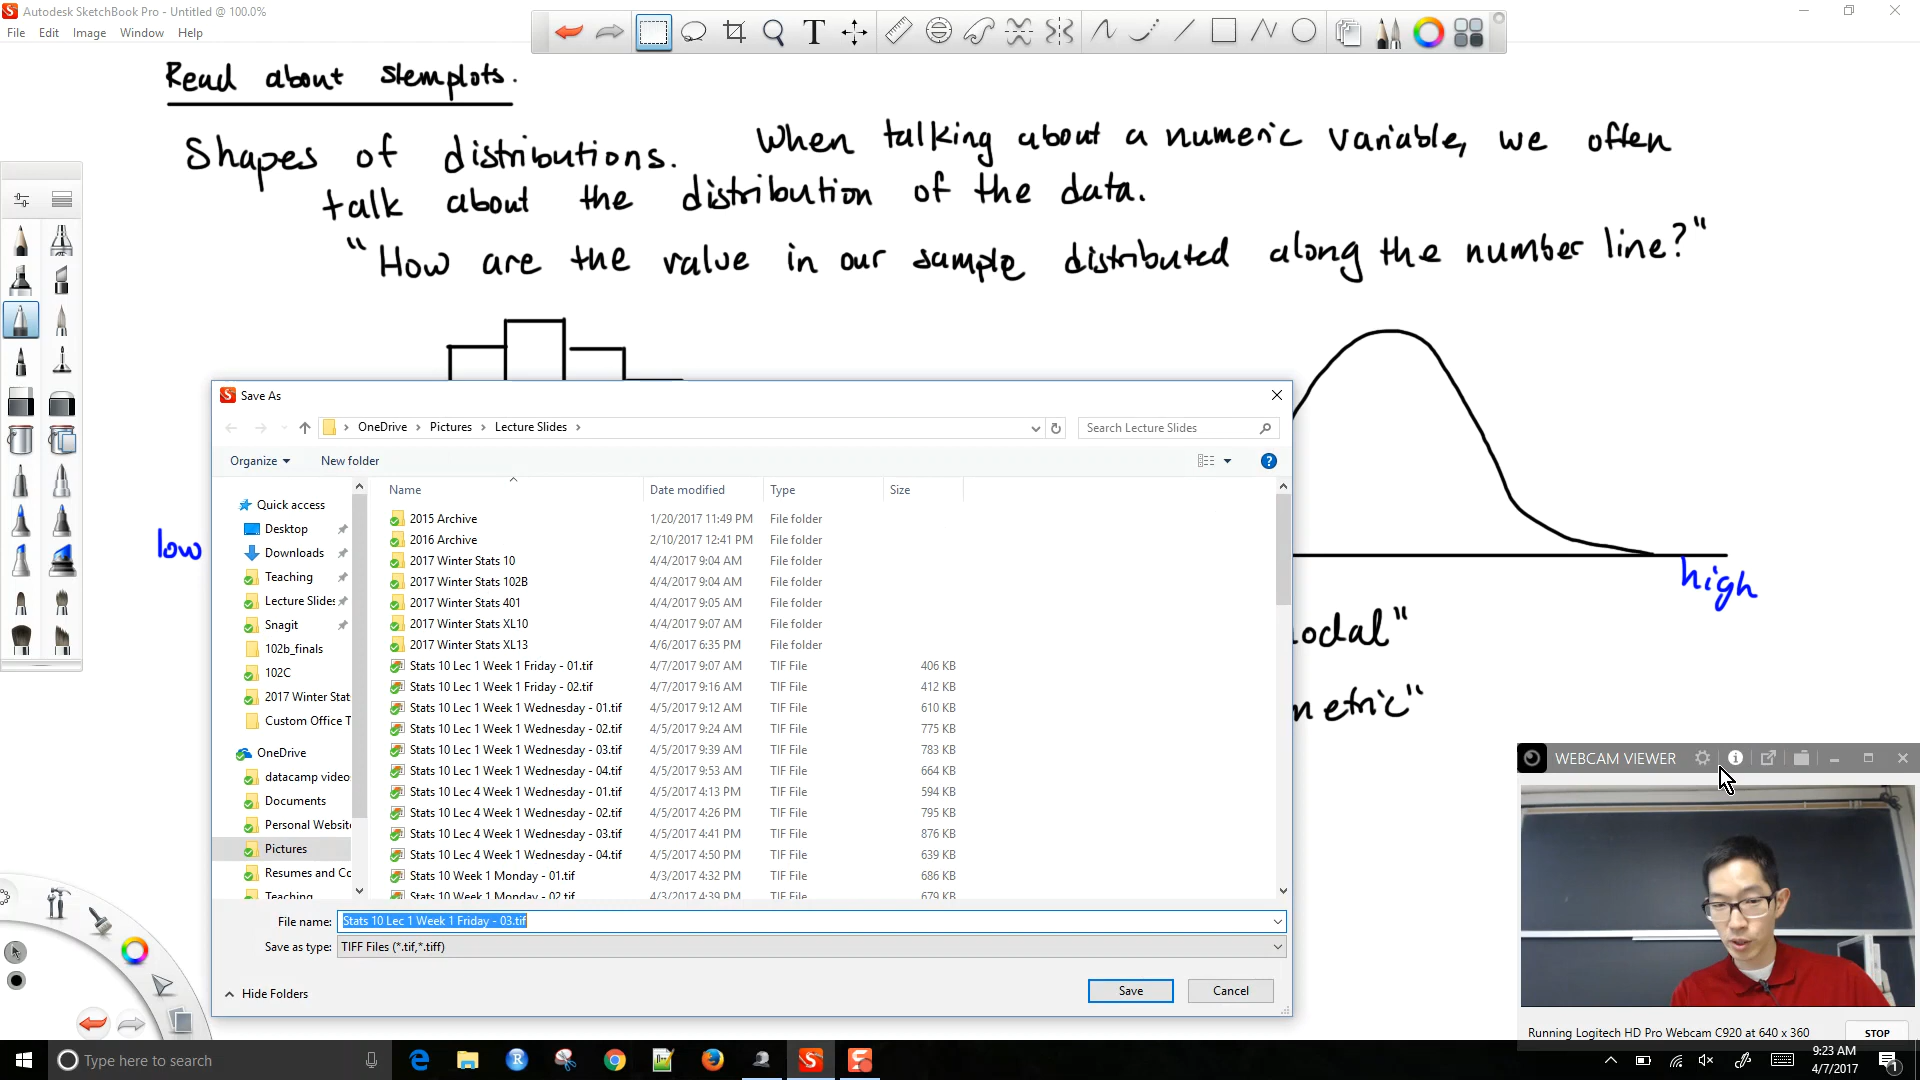 Autodesk SketchBook Pro - Untitled @ 100.0%
File Edit Image Window Help
Read about stemplots.
Shapes of distributions. When talking about a numeric variable, we often
talk about the distribution of the data.
"How are the value in our sample distributed along the number line?"
low
high
odal"
metric"
Save As
OneDrive > Pictures > Lecture Slides >
Search Lecture Slides
Organize New folder
Name Date modified Type Size
Quick access
Desktop
Downloads
Teaching
Lecture Slides
Snagit
102b_finals
102C
2017 Winter Stat
Custom Office T
OneDrive
datacamp video
Documents
Personal Websit
Pictures
Resumes and Co
Teaching
2015 Archive 1/20/2017 11:49 PM File folder
2016 Archive 2/10/2017 12:41 PM File folder
2017 Winter Stats 10 4/4/2017 9:04 AM File folder
2017 Winter Stats 102B 4/4/2017 9:04 AM File folder
2017 Winter Stats 401 4/4/2017 9:05 AM File folder
2017 Winter Stats XL10 4/4/2017 9:07 AM File folder
2017 Winter Stats XL13 4/6/2017 6:35 PM File folder
Stats 10 Lec 1 Week 1 Friday - 01.tif 4/7/2017 9:07 AM TIF File 406 KB
Stats 10 Lec 1 Week 1 Friday - 02.tif 4/7/2017 9:16 AM TIF File 412 KB
Stats 10 Lec 1 Week 1 Wednesday - 01.tif 4/5/2017 9:12 AM TIF File 610 KB
Stats 10 Lec 1 Week 1 Wednesday - 02.tif 4/5/2017 9:24 AM TIF File 775 KB
Stats 10 Lec 1 Week 1 Wednesday - 03.tif 4/5/2017 9:39 AM TIF File 783 KB
Stats 10 Lec 1 Week 1 Wednesday - 04.tif 4/5/2017 9:53 AM TIF File 664 KB
Stats 10 Lec 4 Week 1 Wednesday - 01.tif 4/5/2017 4:13 PM TIF File 594 KB
Stats 10 Lec 4 Week 1 Wednesday - 02.tif 4/5/2017 4:26 PM TIF File 795 KB
Stats 10 Lec 4 Week 1 Wednesday - 03.tif 4/5/2017 4:41 PM TIF File 876 KB
Stats 10 Lec 4 Week 1 Wednesday - 04.tif 4/5/2017 4:50 PM TIF File 639 KB
Stats 10 Week 1 Monday - 01.tif 4/3/2017 4:32 PM TIF File 686 KB
Stats 10 Week 1 Monday - 02.tif 4/3/2017 4:39 PM TIF File 679 KB
File name: Stats 10 Lec 1 Week 1 Friday - 03.tif
Save as type: TIFF Files (*.tif,*.tiff)
Hide Folders Save Cancel
WEBCAM VIEWER
Running Logitech HD Pro Webcam C920 at 640 x 360 STOP
Type here to search
9:23 AM
4/7/2017